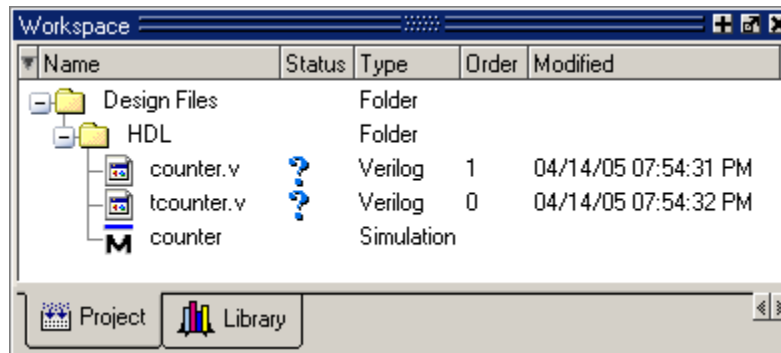 Workspace
Name Status Type Order Modified
Design Files Folder
HDL Folder
counter.v ? Verilog 1 04/14/05 07:54:31 PM
tcounter.v ? Verilog 0 04/14/05 07:54:32 PM
M counter Simulation
Project Library